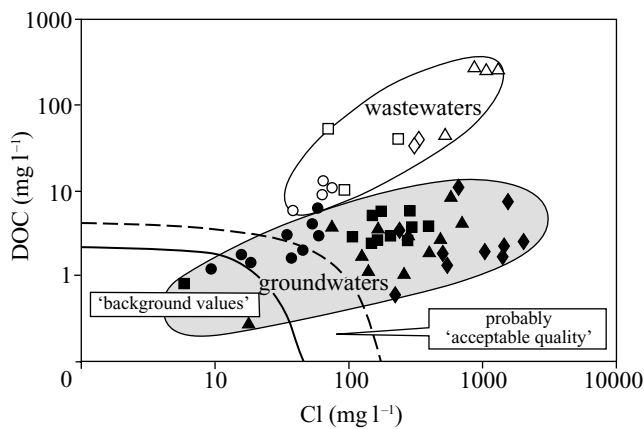 1000
100
10
1
0
DOC (mg l⁻¹)
wastewaters
groundwaters
‘background values’
probably
‘acceptable quality’
10
100
1000
10000
Cl (mg l⁻¹)